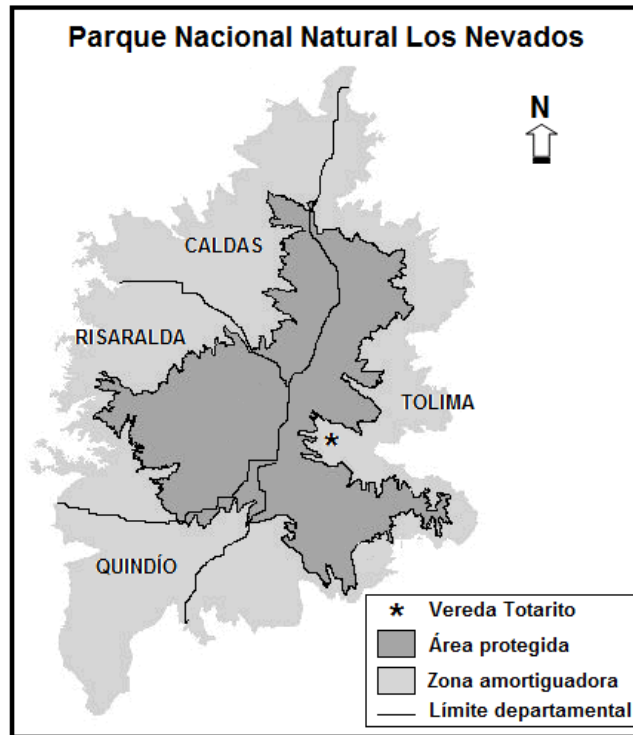 Parque Nacional Natural Los Nevados
N
CALDAS
RISARALDA
TOLIMA
QUINDÍO
* Vereda Totarito
Área protegida
Zona amortiguadora
Límite departamental